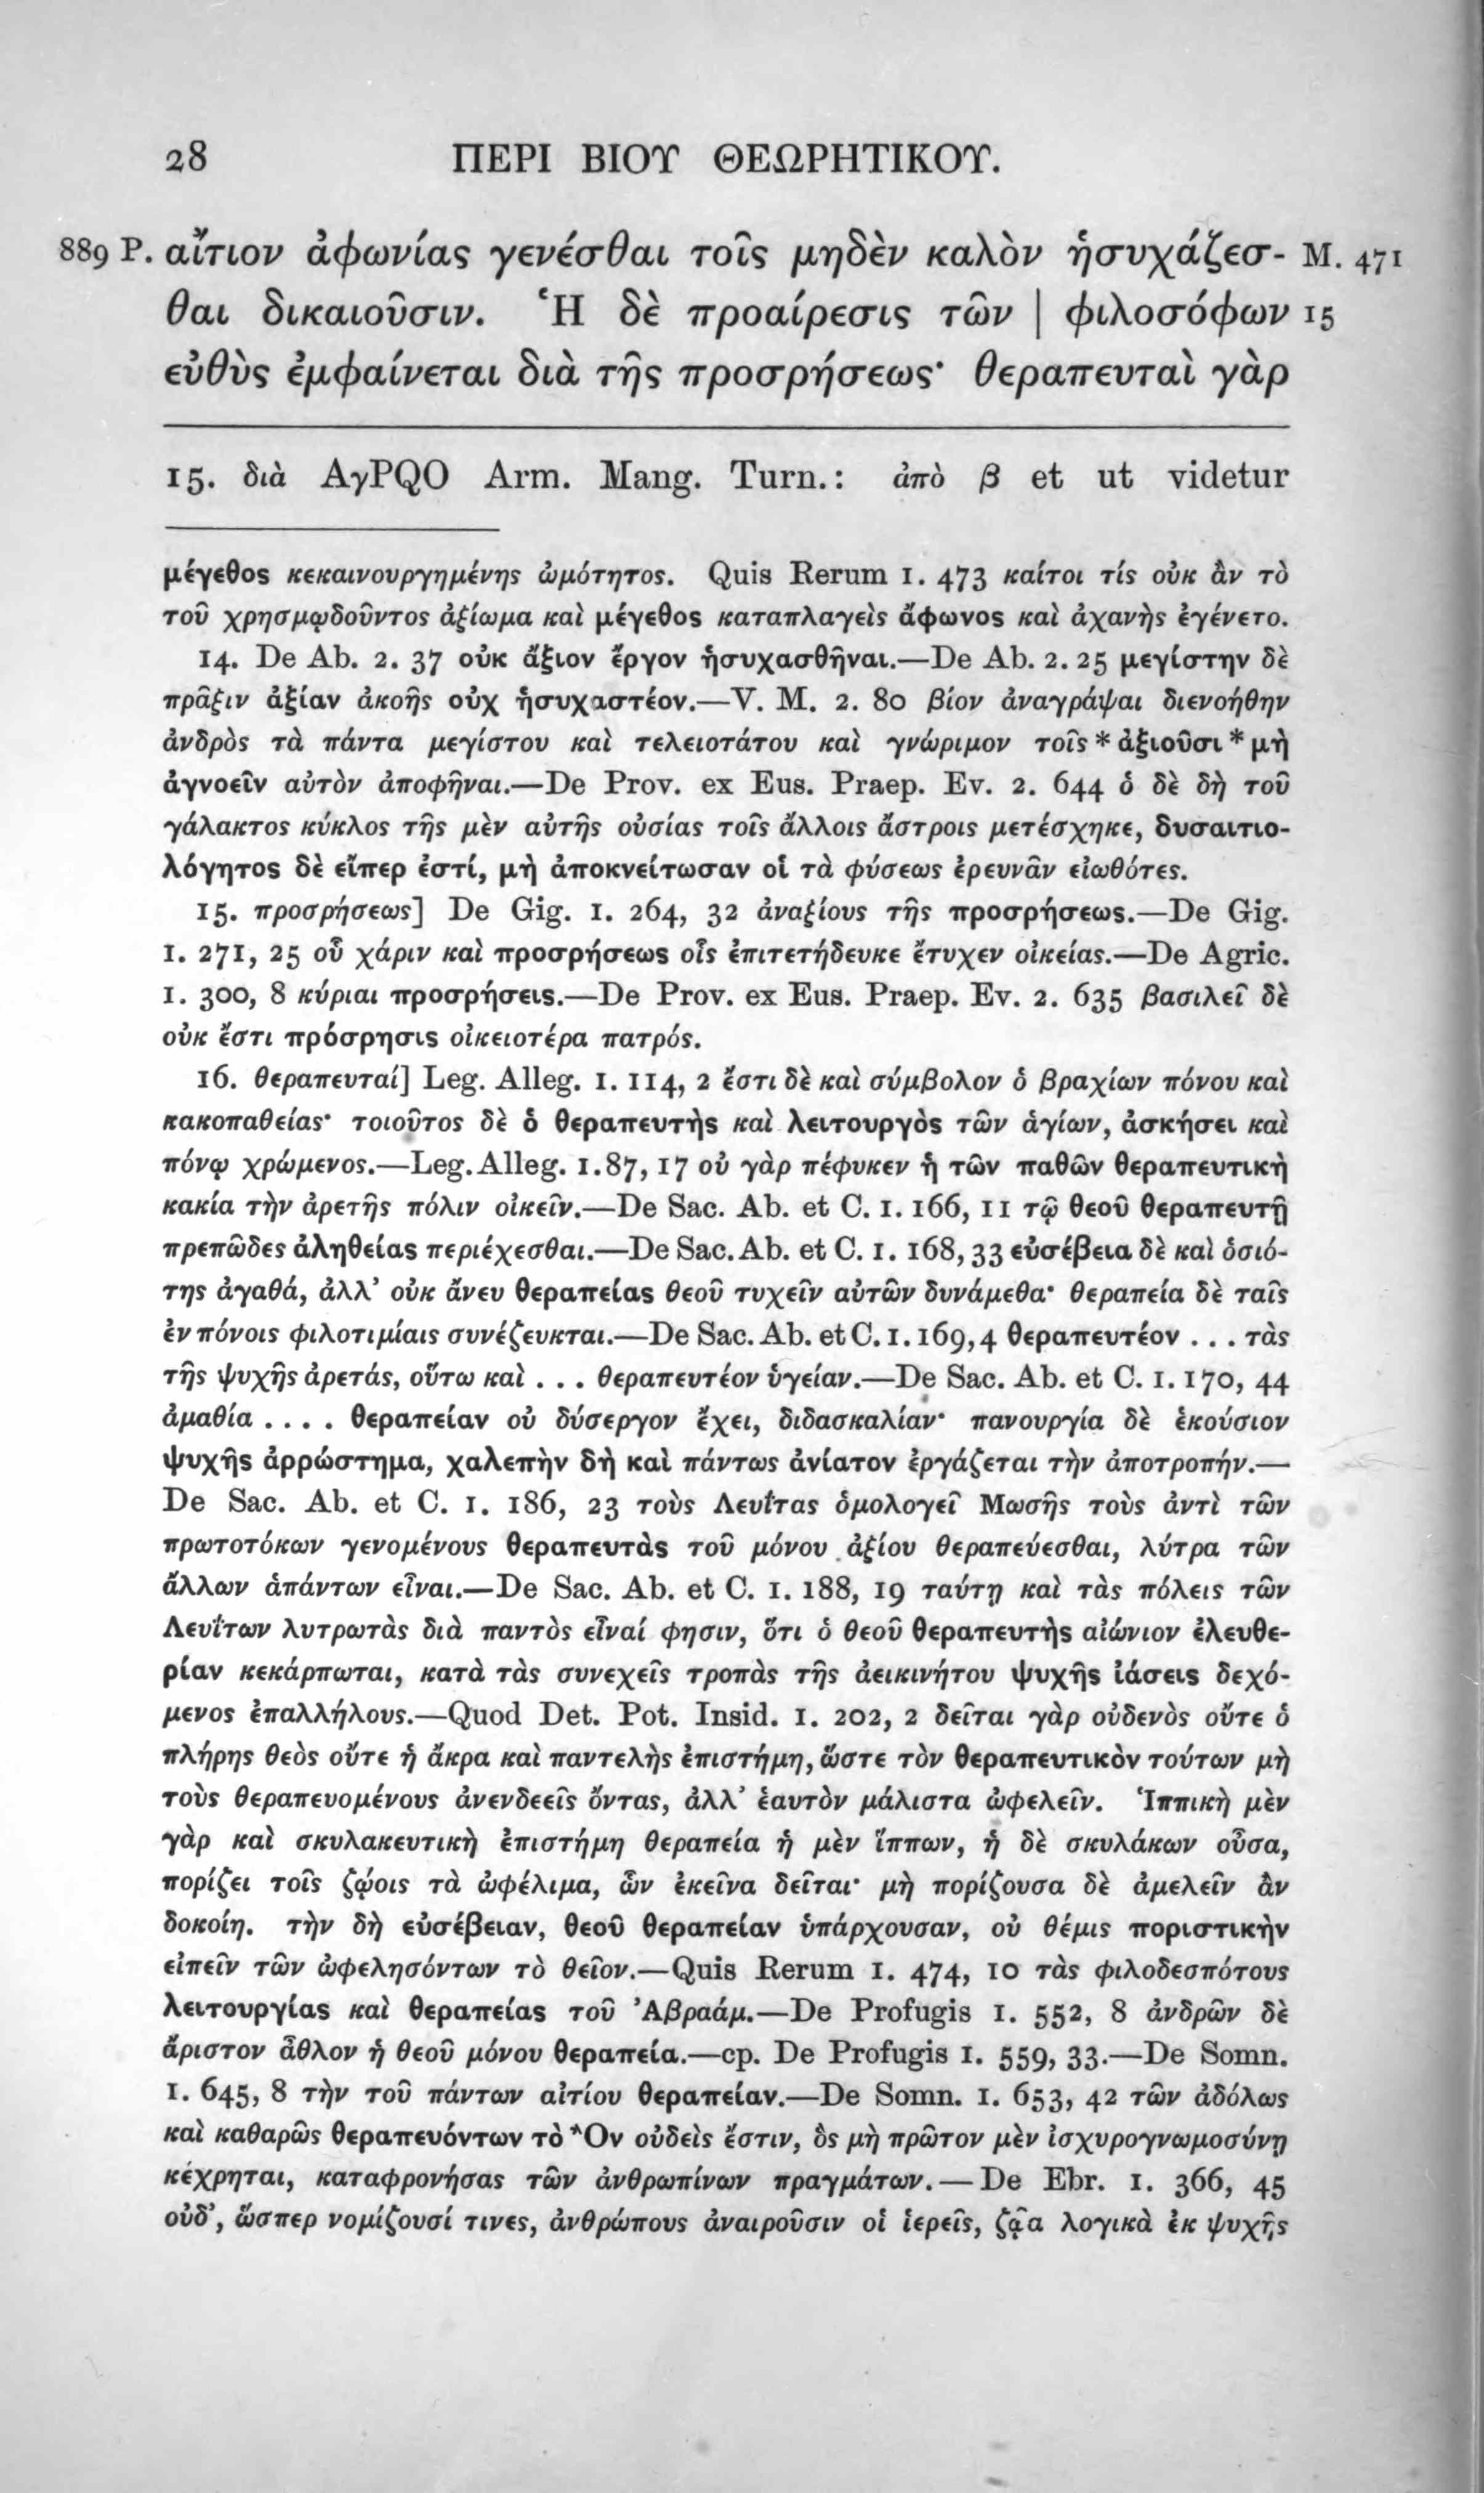 28 ΠΕΡΙ ΒΙΟΥ ΘΕΩΡΗΤΙΚΟΥ.
889 P. αἴτιον ἀφωνίας γενέσθαι τοῖς μηδὲν καλὸν ἡσυχάζεσ- M. 471
θαι δικαιοῦσιν. Ἡ δὲ προαίρεσις τῶν | φιλοσόφων 15
εὐθὺς ἐμφαίνεται διὰ τῆς προσρήσεως· θεραπευταὶ γὰρ
15. διὰ AγPQO Arm. Mang. Turn.: ἀπὸ β et ut videtur
μέγεθος κεκαινουργημένης ὠμότητος. Quis Rerum 1. 473 καίτοι τίς οὐκ ἂν τὸ
τοῦ χρησμῳδοῦντος ἀξίωμα καὶ μέγεθος καταπλαγεὶς ἄφωνος καὶ ἀχανὴς ἐγένετο.
14. De Ab. 2. 37 οὐκ ἄξιον ἔργον ἡσυχασθῆναι.—De Ab. 2. 25 μεγίστην δὲ
πρᾶξιν ἀξίαν ἀκοῆς οὐχ ἡσυχαστέον.—V. M. 2. 80 βίον ἀναγράψαι διενοήθην
ἀνδρὸς τὰ πάντα μεγίστου καὶ τελειοτάτου καὶ γνώριμον τοῖς * ἀξιοῦσι * μὴ
ἀγνοεῖν αὐτὸν ἀποφῆναι.—De Prov. ex Eus. Praep. Ev. 2. 644 ὁ δὲ δὴ τοῦ
γάλακτος κύκλος τῆς μὲν αὐτῆς οὐσίας τοῖς ἄλλοις ἄστροις μετέσχηκε, δυσαιτιο-
λόγητος δὲ εἴπερ ἐστί, μὴ ἀποκνείτωσαν οἱ τὰ φύσεως ἐρευνᾶν εἰωθότες.
15. προσρήσεως] De Gig. 1. 264, 32 ἀναξίους τῆς προσρήσεως.—De Gig.
1. 271, 25 οὗ χάριν καὶ προσρήσεως οἷς ἐπιτετήδευκε ἔτυχεν οἰκείας.—De Agric.
1. 300, 8 κύριαι προσρήσεις.—De Prov. ex Eus. Praep. Ev. 2. 635 βασιλεῖ δὲ
οὐκ ἔστι πρόσρησις οἰκειοτέρα πατρός.
16. θεραπευταί] Leg. Alleg. 1. 114, 2 ἔστι δὲ καὶ σύμβολον ὁ βραχίων πόνου καὶ
κακοπαθείας· τοιοῦτος δὲ ὁ θεραπευτὴς καὶ λειτουργὸς τῶν ἁγίων, ἀσκήσει καὶ
πόνῳ χρώμενος.—Leg. Alleg. 1. 87, 17 οὐ γὰρ πέφυκεν ἡ τῶν παθῶν θεραπευτικὴ
κακία τὴν ἀρετῆς πόλιν οἰκεῖν.—De Sac. Ab. et C. 1. 166, 11 τῷ θεοῦ θεραπευτῇ
πρεπῶδες ἀληθείας περιέχεσθαι.—De Sac. Ab. et C. 1. 168, 33 εὐσέβεια δὲ καὶ ὁσιό-
της ἀγαθά, ἀλλ’ οὐκ ἄνευ θεραπείας θεοῦ τυχεῖν αὐτῶν δυνάμεθα· θεραπεία δὲ ταῖς
ἐν πόνοις φιλοτιμίαις συνέζευκται.—De Sac. Ab. et C. 1. 169, 4 θεραπευτέον . . . τὰς
τῆς ψυχῆς ἀρετάς, οὕτω καὶ . . . θεραπευτέον ὑγείαν.—De Sac. Ab. et C. 1. 170, 44
ἀμαθία . . . . θεραπείαν οὐ δύσεργον ἔχει, διδασκαλίαν· πανουργία δὲ ἑκούσιον
ψυχῆς ἀρρώστημα, χαλεπὴν δὴ καὶ πάντως ἀνίατον ἐργάζεται τὴν ἀποτροπήν.—
De Sac. Ab. et C. 1. 186, 23 τοὺς Λευΐτας ὁμολογεῖ Μωσῆς τοὺς ἀντὶ τῶν
πρωτοτόκων γενομένους θεραπευτὰς τοῦ μόνου ἀξίου θεραπεύεσθαι, λύτρα τῶν
ἄλλων ἁπάντων εἶναι.—De Sac. Ab. et C. 1. 188, 19 ταύτῃ καὶ τὰς πόλεις τῶν
Λευΐτων λυτρωτὰς διὰ παντὸς εἶναί φησιν, ὅτι ὁ θεοῦ θεραπευτὴς αἰώνιον ἐλευθε-
ρίαν κεκάρπωται, κατὰ τὰς συνεχεῖς τροπὰς τῆς ἀεικινήτου ψυχῆς ἰάσεις δεχό-
μενος ἐπαλλήλους.—Quod Det. Pot. Insid. 1. 202, 2 δεῖται γὰρ οὐδενὸς οὔτε ὁ
πλήρης θεὸς οὔτε ἡ ἄκρα καὶ παντελὴς ἐπιστήμη, ὥστε τὸν θεραπευτικὸν τούτων μὴ
τοὺς θεραπευομένους ἀνενδεεῖς ὄντας, ἀλλ’ ἑαυτὸν μάλιστα ὠφελεῖν. Ἱππικὴ μὲν
γὰρ καὶ σκυλακευτικὴ ἐπιστήμη θεραπεία ἡ μὲν ἵππων, ἡ δὲ σκυλάκων οὖσα,
πορίζει τοῖς ζῴοις τὰ ὠφέλιμα, ὧν ἐκεῖνα δεῖται· μὴ πορίζουσα δὲ ἀμελεῖν ἂν
δοκοίη. τὴν δὴ εὐσέβειαν, θεοῦ θεραπείαν ὑπάρχουσαν, οὐ θέμις ποριστικὴν
εἰπεῖν τῶν ὠφελησόντων τὸ θεῖον.—Quis Rerum 1. 474, 10 τὰς φιλοδεσπότους
λειτουργίας καὶ θεραπείας τοῦ Ἀβραάμ.—De Profugis 1. 552, 8 ἀνδρῶν δὲ
ἄριστον ἆθλον ἡ θεοῦ μόνου θεραπεία.—cp. De Profugis 1. 559, 33.—De Somn.
1. 645, 8 τὴν τοῦ πάντων αἰτίου θεραπείαν.—De Somn. 1. 653, 42 τῶν ἀδόλως
καὶ καθαρῶς θεραπευόντων τὸ Ὂν οὐδεὶς ἔστιν, ὃς μὴ πρῶτον μὲν ἰσχυρογνωμοσύνῃ
κέχρηται, καταφρονήσας τῶν ἀνθρωπίνων πραγμάτων.—De Ebr. 1. 366, 45
οὐδ’, ὥσπερ νομίζουσί τινες, ἀνθρώπους ἀναιροῦσιν οἱ ἱερεῖς, ζῷα λογικὰ ἐκ ψυχῆς